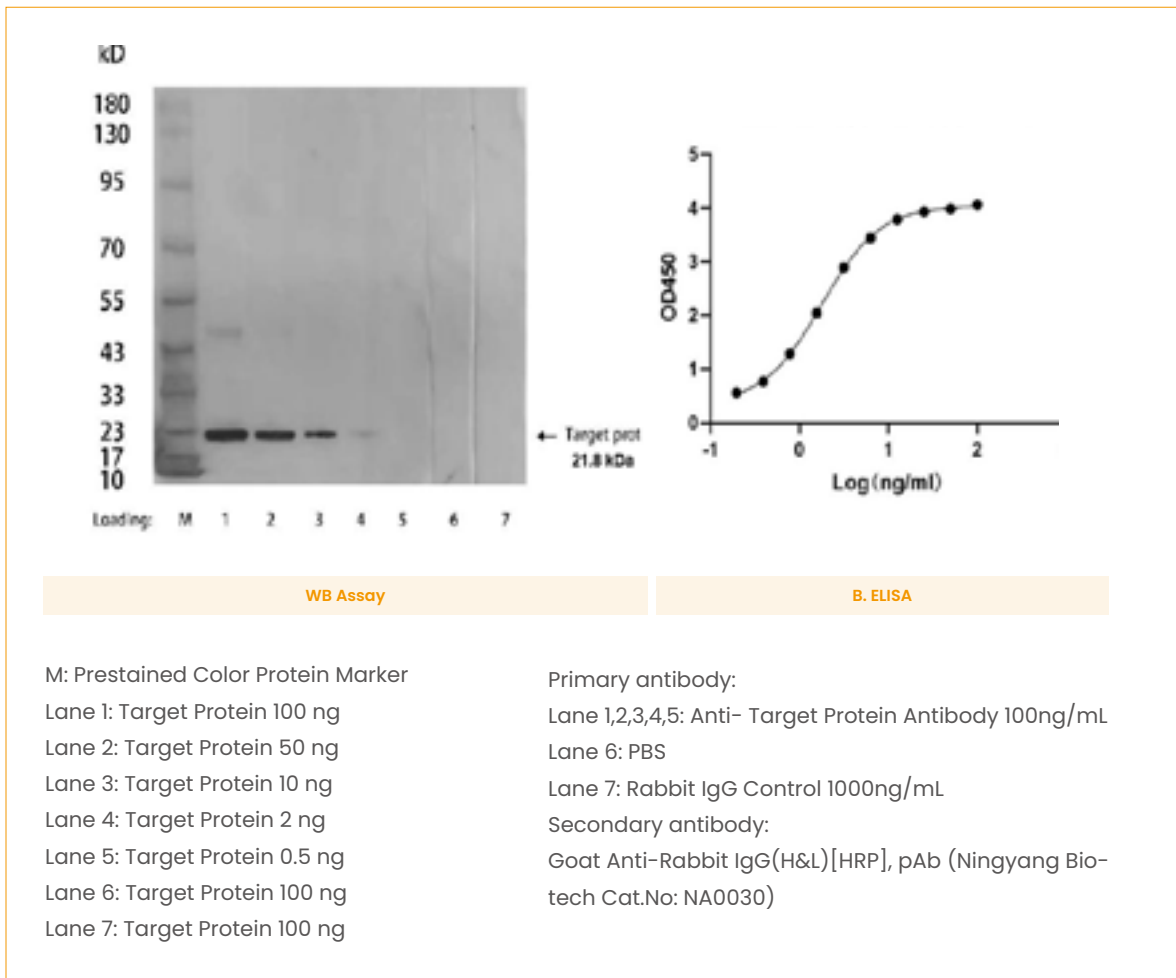 kD
180
130
95
70
55
43
33
23
17
10
← Target prot
21.8 kDa
Loading: M 1 2 3 4 5 6 7
5
4
3
2
1
0
OD450
-1 0 1 2
Log(ng/ml)
WB Assay
B. ELISA
M: Prestained Color Protein Marker
Lane 1: Target Protein 100 ng
Lane 2: Target Protein 50 ng
Lane 3: Target Protein 10 ng
Lane 4: Target Protein 2 ng
Lane 5: Target Protein 0.5 ng
Lane 6: Target Protein 100 ng
Lane 7: Target Protein 100 ng
Primary antibody:
Lane 1,2,3,4,5: Anti- Target Protein Antibody 100ng/mL
Lane 6: PBS
Lane 7: Rabbit IgG Control 1000ng/mL
Secondary antibody:
Goat Anti-Rabbit IgG(H&L)[HRP], pAb (Ningyang Bio-
tech Cat.No: NA0030)